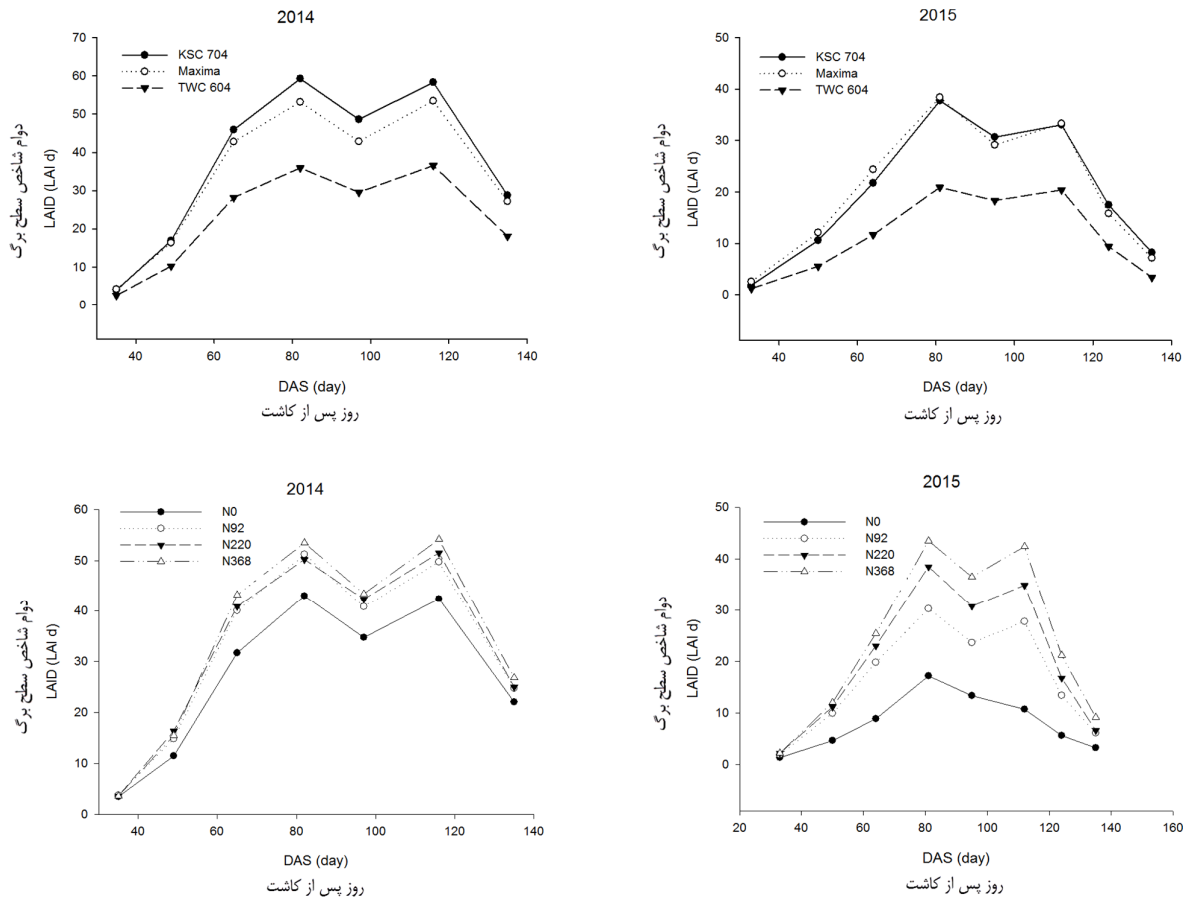 2014
KSC 704
Maxima
TWC 604
70
60
50
40
30
20
10
0
دوام شاخص سطح برگ
LAID (LAI d)
40
60
80
100
120
140
DAS (day)
روز پس از کاشت
2015
KSC 704
Maxima
TWC 604
50
40
30
20
10
0
دوام شاخص سطح برگ
LAID (LAI d)
40
60
80
100
120
140
DAS (day)
روز پس از کاشت
2014
N0
N92
N220
N368
60
50
40
30
20
10
0
دوام شاخص سطح برگ
LAID (LAI d)
40
60
80
100
120
140
DAS (day)
روز پس از کاشت
2015
N0
N92
N220
N368
50
40
30
20
10
0
دوام شاخص سطح برگ
LAID (LAI d)
20
40
60
80
100
120
140
160
DAS (day)
روز پس از کاشت